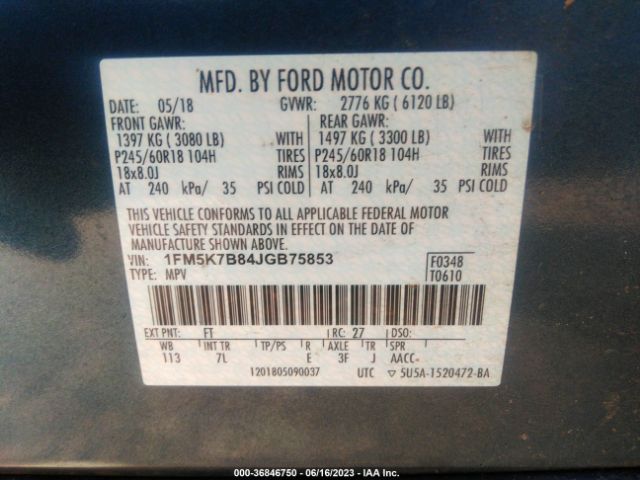 MFD. BY FORD MOTOR CO.
DATE: 05/18 GVWR: 2776 KG ( 6120 LB)
FRONT GAWR: REAR GAWR:
1397 KG ( 3080 LB) WITH 1497 KG ( 3300 LB) WITH
P245/60R18 104H TIRES P245/60R18 104H TIRES
18x8.0J RIMS 18x8.0J RIMS
AT 240 kPa/ 35 PSI COLD AT 240 kPa/ 35 PSI COLD
THIS VEHICLE CONFORMS TO ALL APPLICABLE FEDERAL MOTOR
VEHICLE SAFETY STANDARDS IN EFFECT ON THE DATE OF
MANUFACTURE SHOWN ABOVE.
VIN: 1FM5K7B84JGB75853 F0348
TYPE: MPV T0610
EXT PNT: FT RC: 27 DSO:
WB INT TR TP/PS R AXLE TR SPR
113 7L E 3F J AACC
1201805090037 UTC ▽ 5U5A-1520472-BA
000-36846750 - 06/16/2023 - IAA Inc.